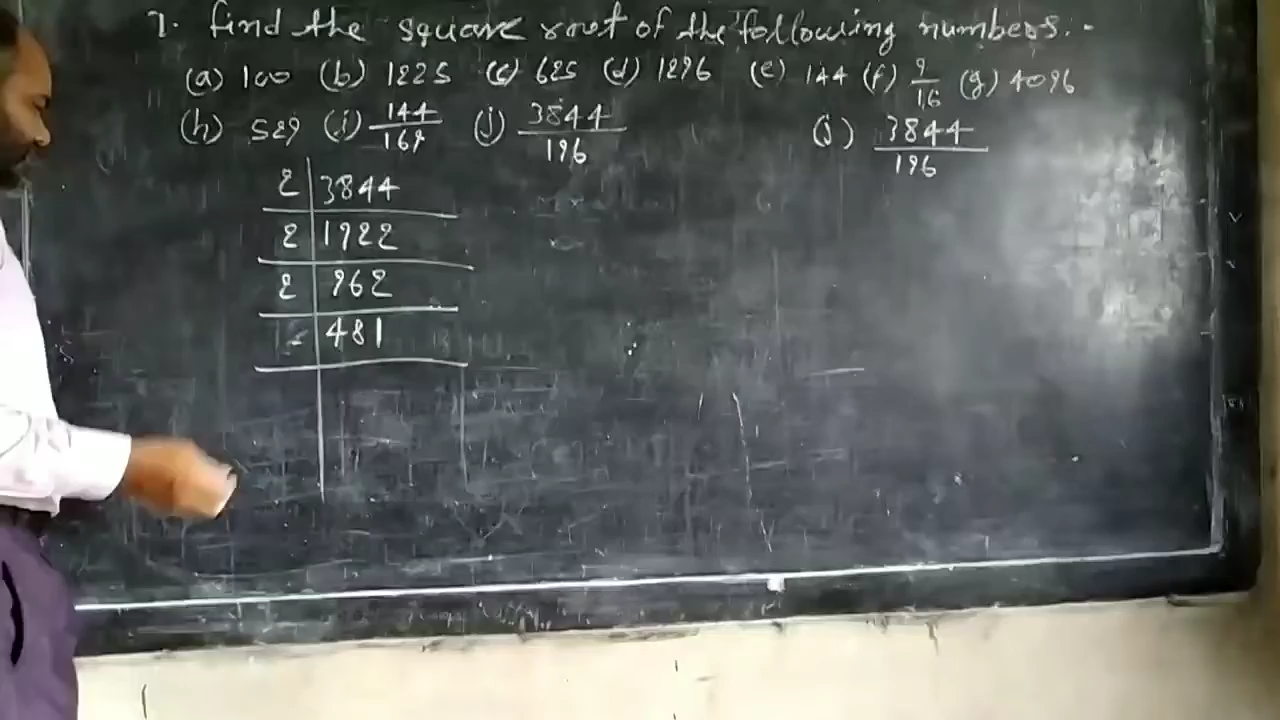 7. find the square root of the following numbers.-
(a) 100 (b) 1225 (c) 625 (d) 1296 (e) 144 (f) 9/16 (g) 4096
(h) 529 (i) 144/169 (j) 3844/196 (j) 3844/196
2 | 3844
2 | 1922
2 | 962
481